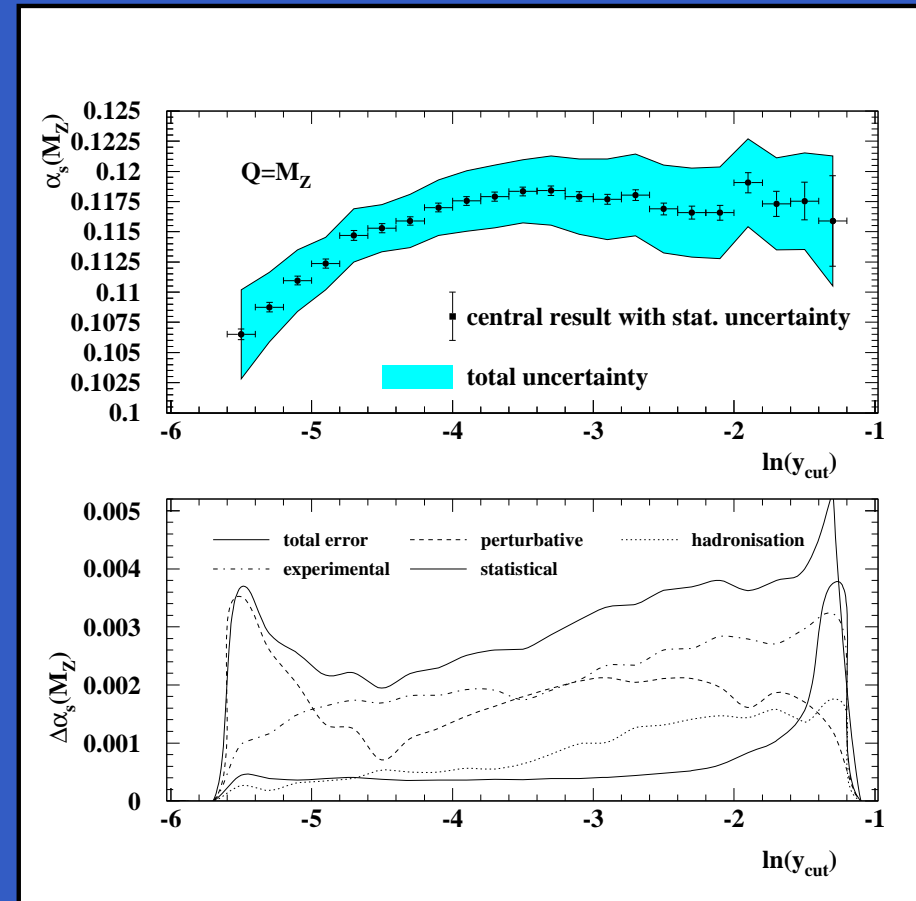 α_s(M_Z)
0.125
0.1225
0.12
0.1175
0.115
0.1125
0.11
0.1075
0.105
0.1025
0.1
Q=M_Z
central result with stat. uncertainty
total uncertainty
-6 -5 -4 -3 -2 -1
ln(y_cut)
Δα_s(M_Z)
0.005
0.004
0.003
0.002
0.001
0
total error perturbative hadronisation
experimental statistical
-6 -5 -4 -3 -2 -1
ln(y_cut)